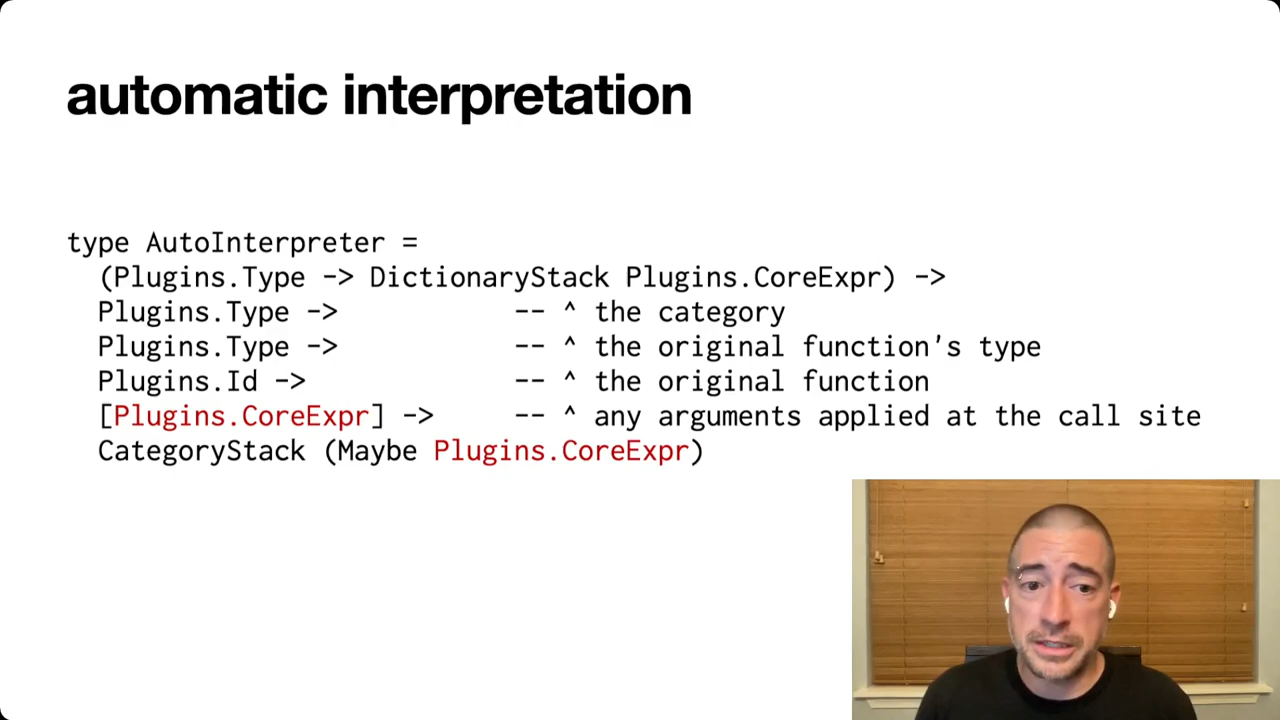 automatic interpretation
type AutoInterpreter =
(Plugins.Type -> DictionaryStack Plugins.CoreExpr) ->
Plugins.Type -> -- ^ the category
Plugins.Type -> -- ^ the original function's type
Plugins.Id -> -- ^ the original function
[Plugins.CoreExpr] -> -- ^ any arguments applied at the call site
CategoryStack (Maybe Plugins.CoreExpr)